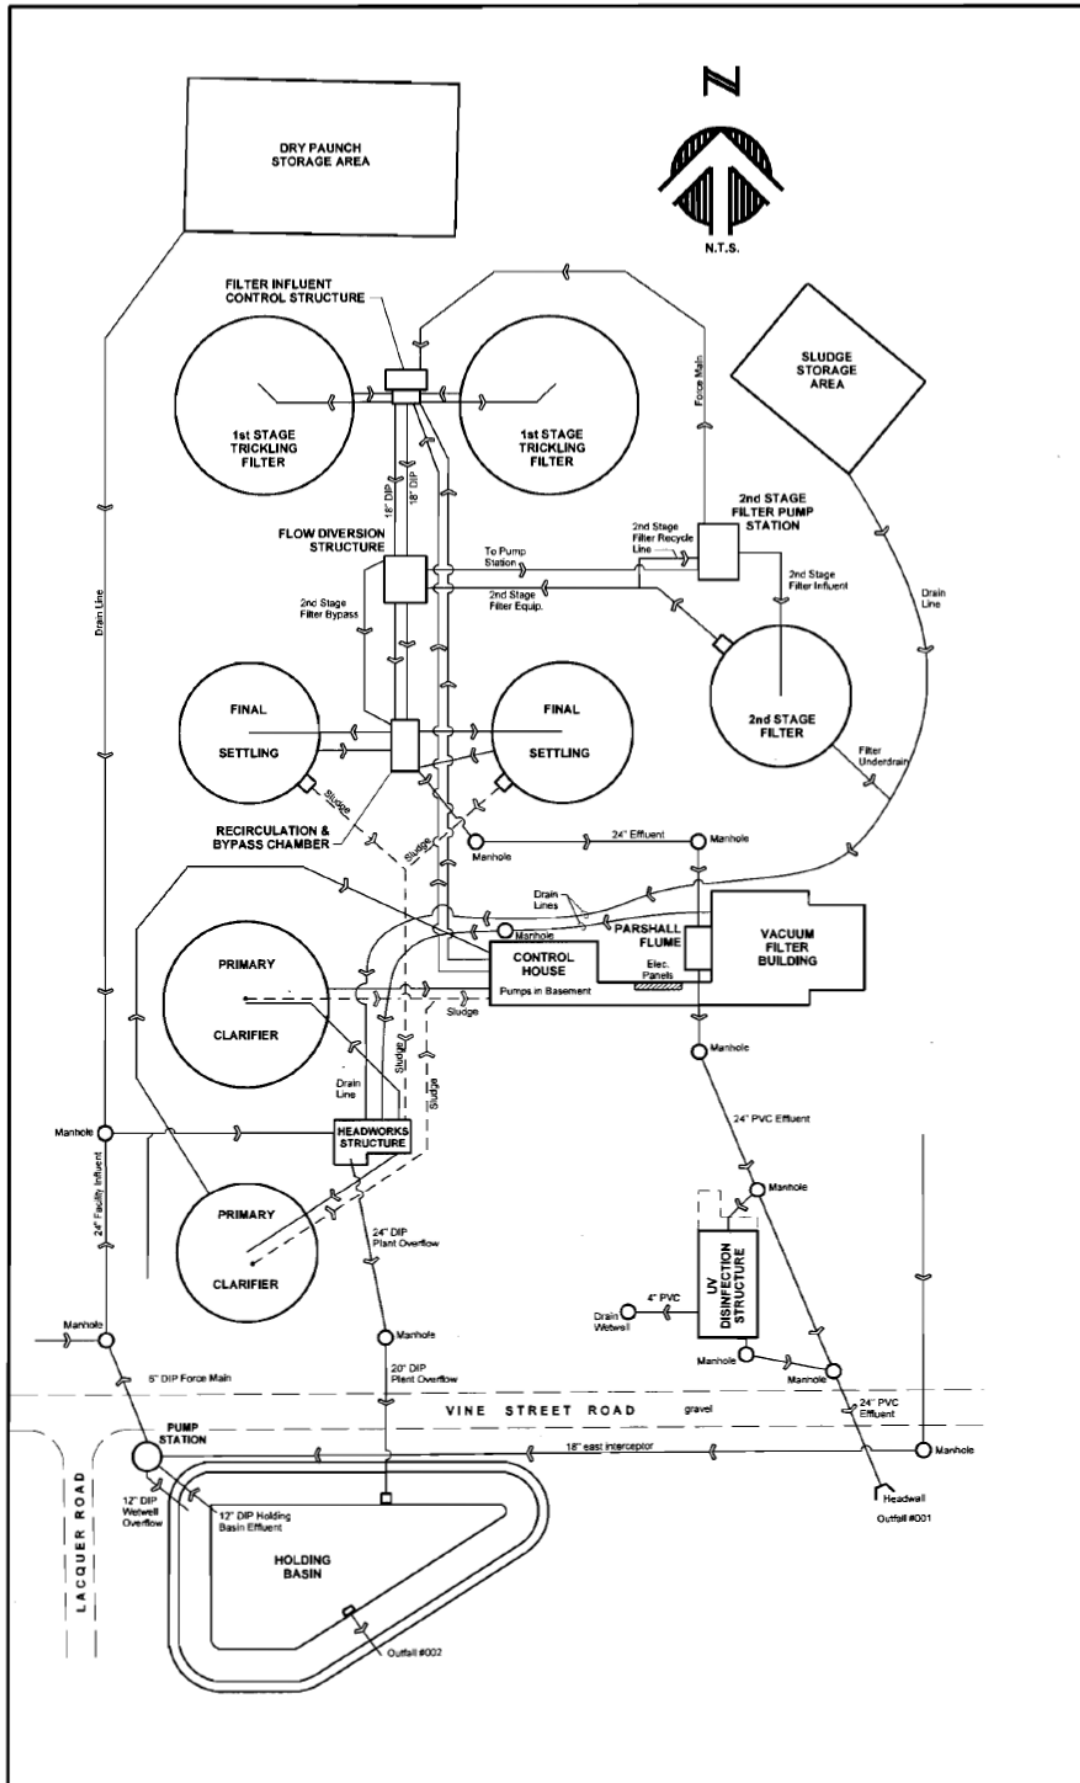 N
N.T.S.
DRY PAUNCH
STORAGE AREA
FILTER INFLUENT
CONTROL STRUCTURE
SLUDGE
STORAGE
AREA
Force Main
1st STAGE
TRICKLING
FILTER
1st STAGE
TRICKLING
FILTER
18" DIP
18" DIP
2nd STAGE
FILTER PUMP
STATION
FLOW DIVERSION
STRUCTURE
2nd Stage
Filter Recycle
Line
To Pump
Station
2nd Stage
Filter Influent
2nd Stage
Filter Bypass
2nd Stage
Filter Equip.
Drain Line
Drain
Line
FINAL
SETTLING
FINAL
SETTLING
2nd STAGE
FILTER
Filter
Underdrain
Sludge
Sludge
RECIRCULATION &
BYPASS CHAMBER
Manhole
24" Effluent
Manhole
Drain
Lines
Manhole
PARSHALL
FLUME
VACUUM
FILTER
BUILDING
CONTROL
HOUSE
Elec.
Panels
Pumps in Basement
PRIMARY
CLARIFIER
Sludge
Sludge
Sludge
Drain
Line
Manhole
24" PVC Effluent
Manhole
HEADWORKS
STRUCTURE
24" Facility Influent
PRIMARY
CLARIFIER
24" DIP
Plant Overflow
Manhole
UV
DISINFECTION
STRUCTURE
4" PVC
Drain
Wetwell
Manhole
Manhole
Manhole
Manhole
6" DIP Force Main
20" DIP
Plant Overflow
VINE STREET ROAD
gravel
24" PVC
Effluent
PUMP
STATION
18" east interceptor
Manhole
LACQUER ROAD
12" DIP
Wetwell
Overflow
12" DIP Holding
Basin Effluent
Headwall
Outfall #001
HOLDING
BASIN
Outfall #002